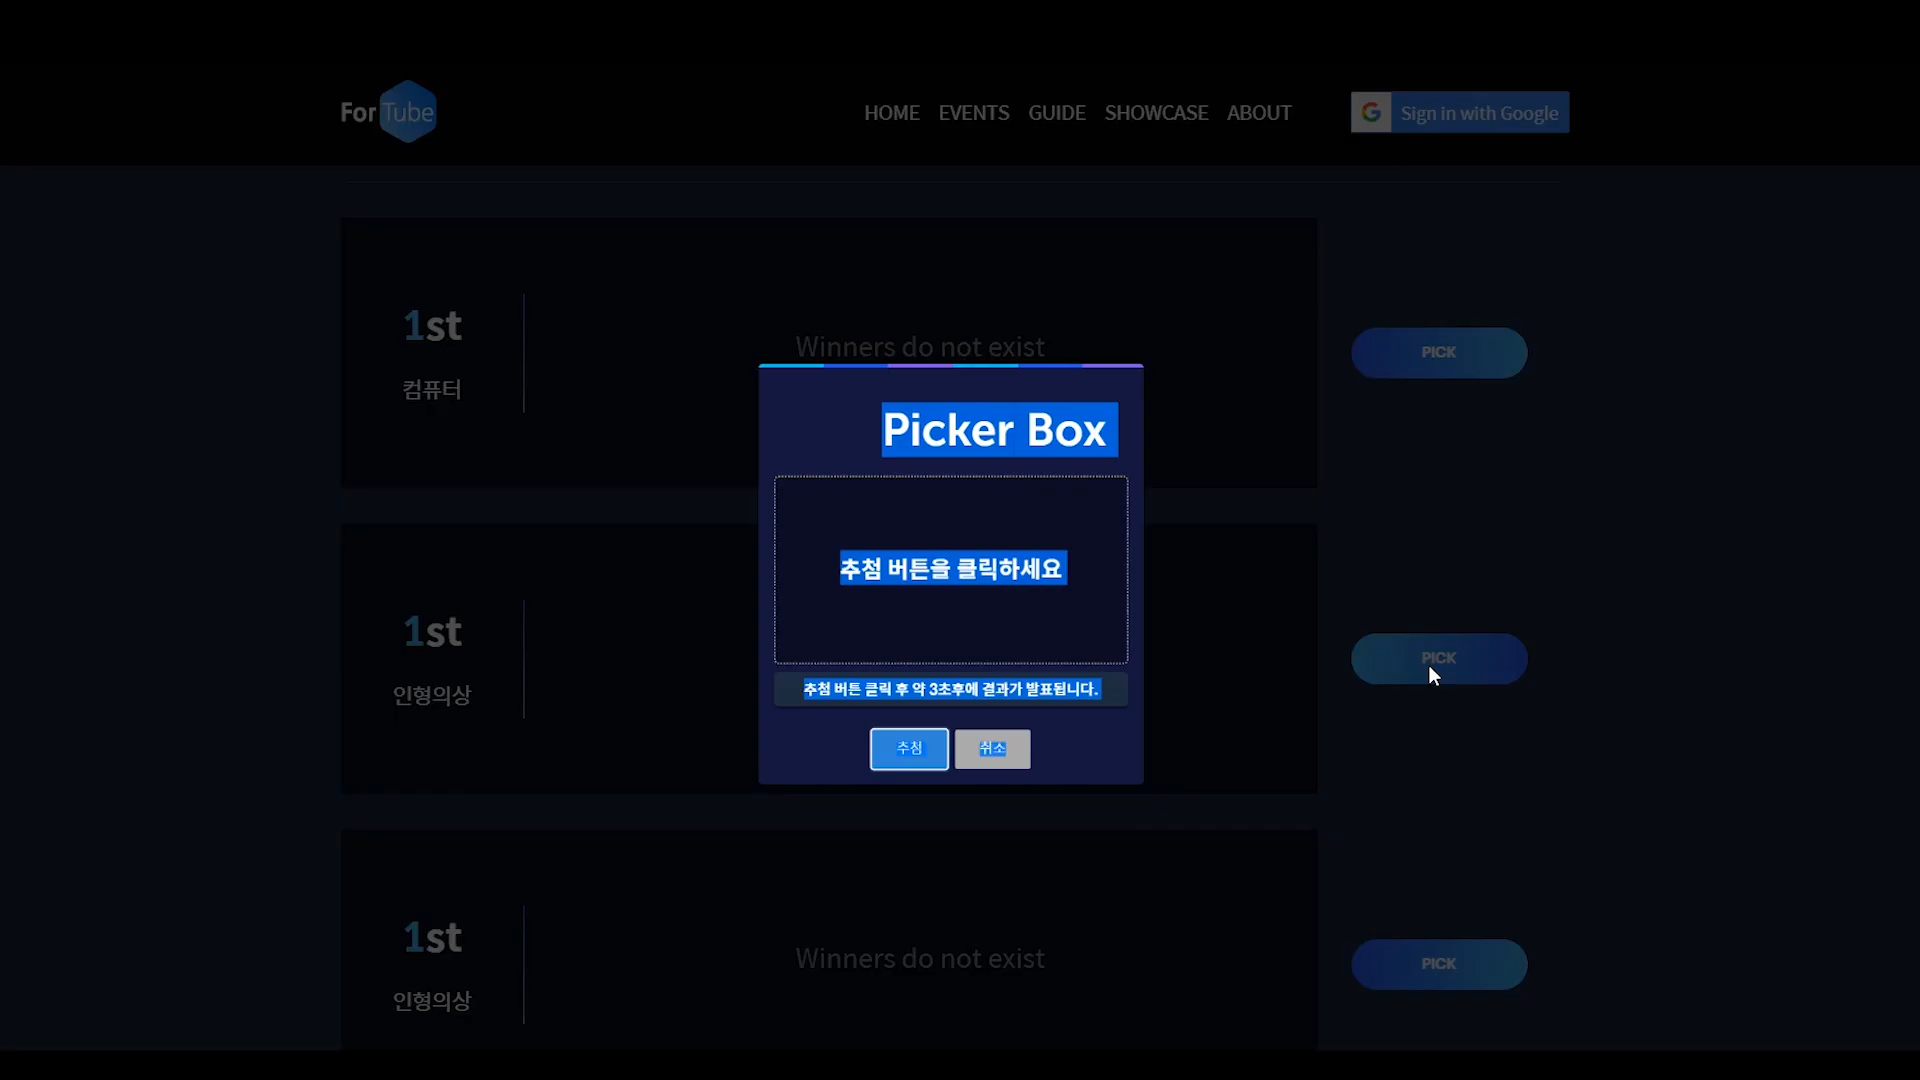 For Tube
HOME EVENTS GUIDE SHOWCASE ABOUT
G Sign in with Google
1st
컴퓨터
Winners do not exist
PICK
Picker Box
추첨 버튼을 클릭하세요
추첨 버튼 클릭 후 약 3초후에 결과가 발표됩니다.
추첨 취소
1st
인형의상
PICK
1st
인형의상
Winners do not exist
PICK